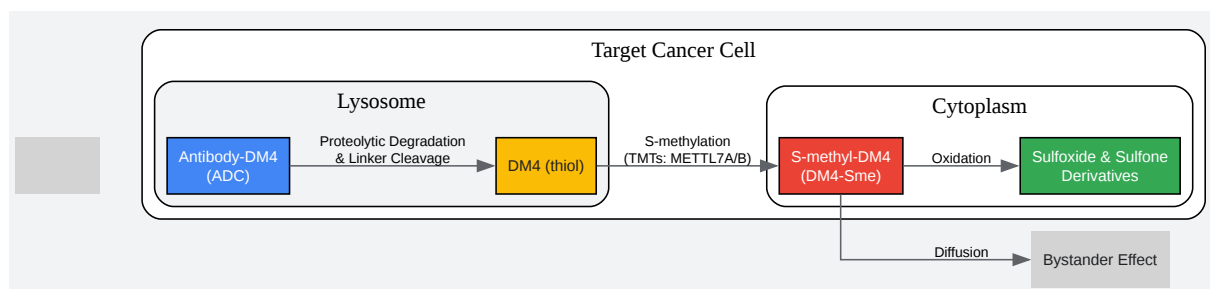 Target Cancer Cell
Lysosome
Cytoplasm
Antibody-DM4
(ADC)
Proteolytic Degradation
& Linker Cleavage
DM4 (thiol)
S-methylation
(TMTs: METTL7A/B)
S-methyl-DM4
(DM4-Sme)
Oxidation
Sulfoxide & Sulfone
Derivatives
Diffusion
Bystander Effect